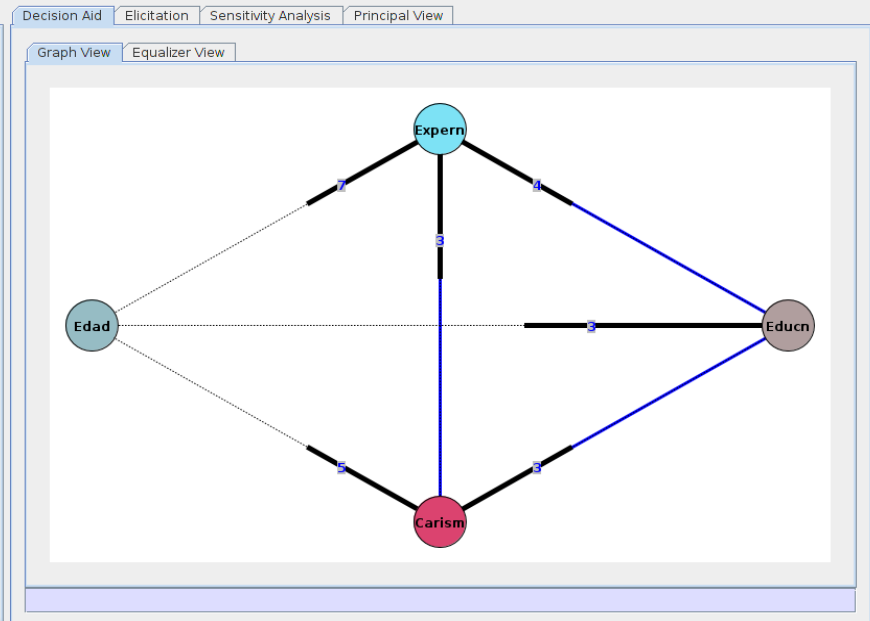 Decision Aid Elicitation Sensitivity Analysis Principal View
Graph View Equalizer View
Expern
7 4
3
Edad 3 Educn
5 3
Carism